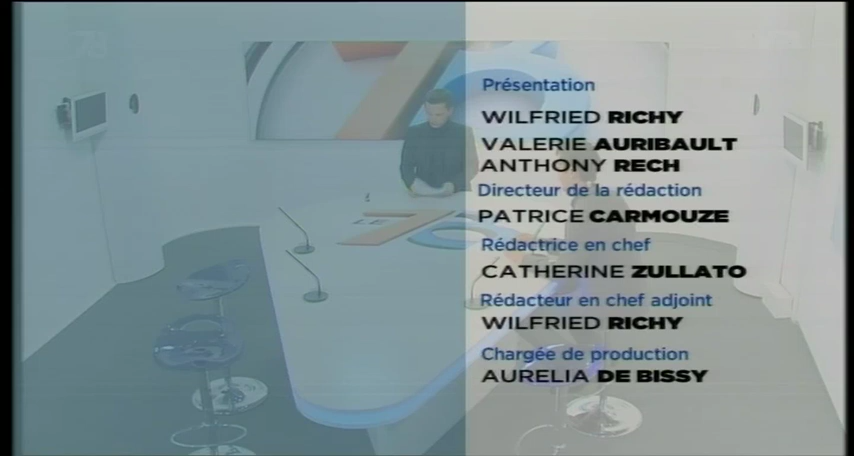 Présentation
WILFRIED RICHY
VALERIE AURIBAULT
ANTHONY RECH
Directeur de la rédaction
PATRICE CARMOUZE
Rédactrice en chef
CATHERINE ZULLATO
Rédacteur en chef adjoint
WILFRIED RICHY
Chargée de production
AURELIA DE BISSY
LE